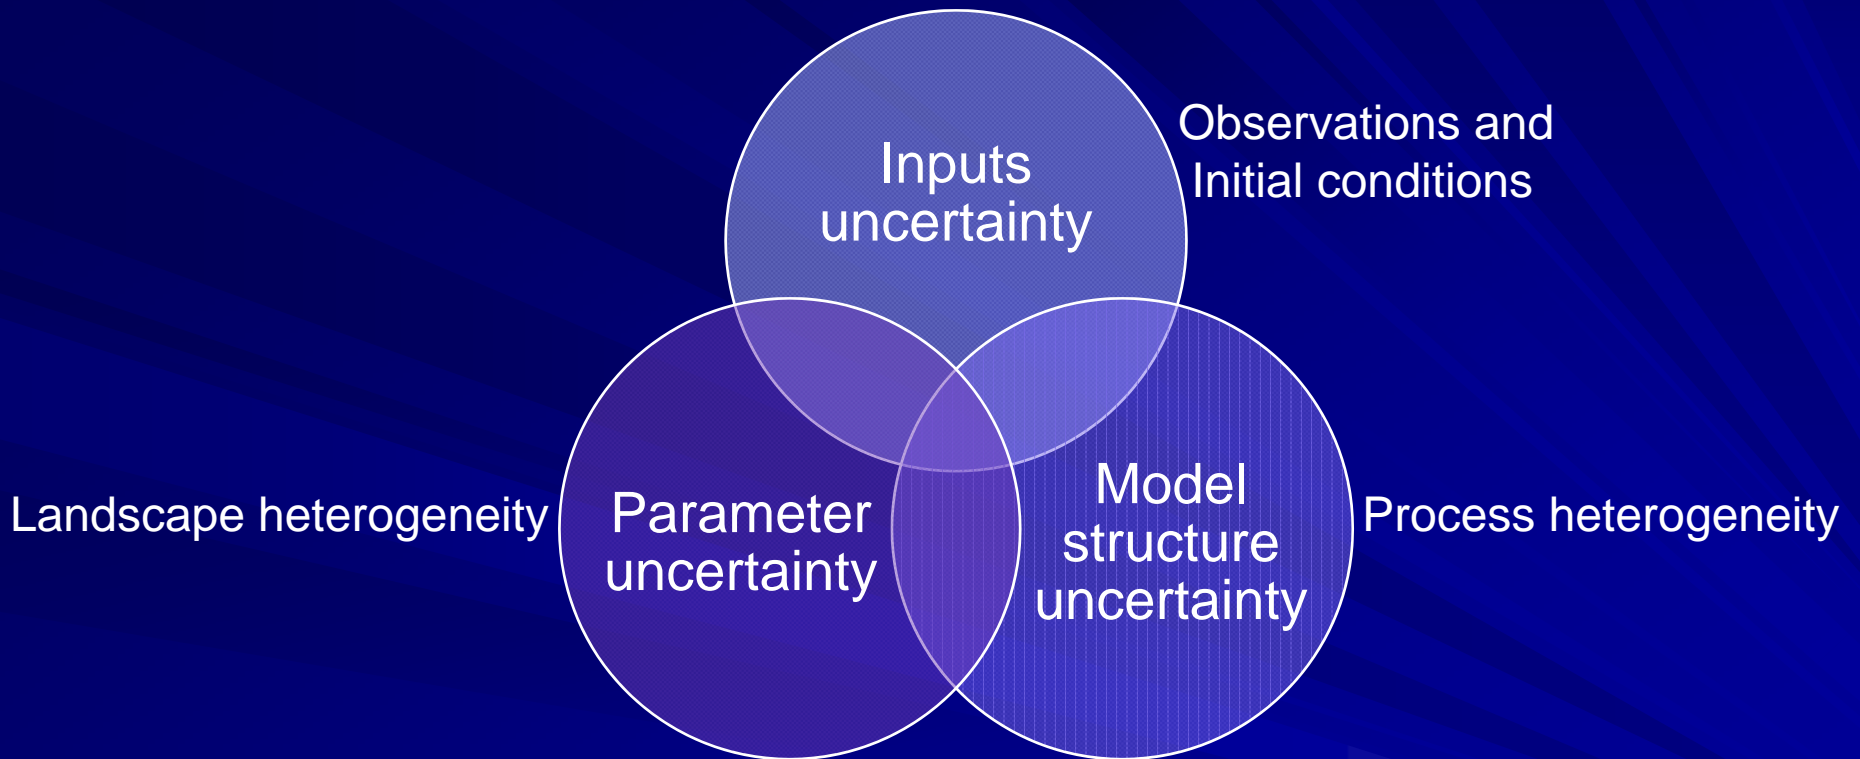 Inputs
uncertainty
Observations and
Initial conditions
Landscape heterogeneity
Parameter
uncertainty
Model
structure
uncertainty
Process heterogeneity